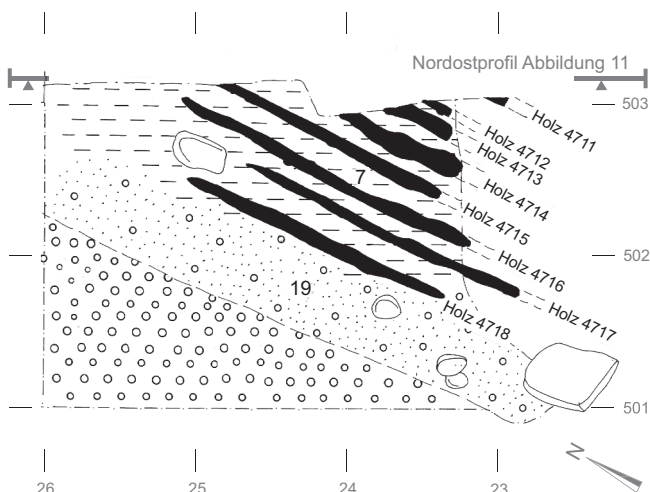 Nordostprofil Abbildung 11
503
Holz 4711
Holz 4712
Holz 4713
7
Holz 4714
Holz 4715
Holz 4716
502
19
Holz 4717
Holz 4718
501
N
26
25
24
23